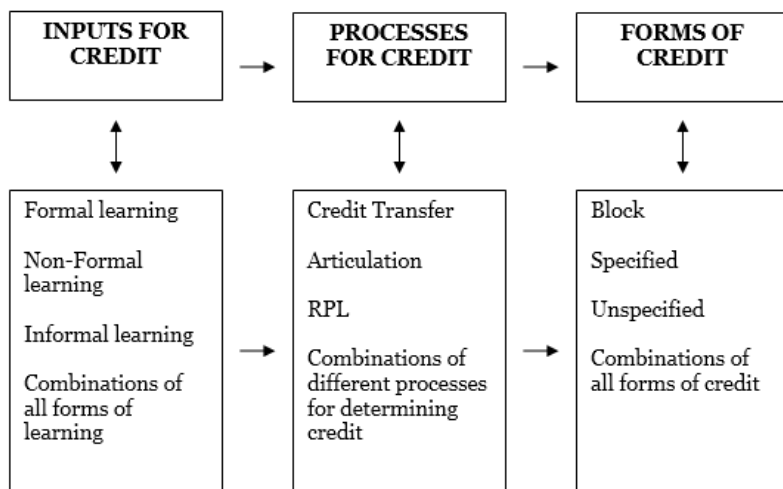 INPUTS FOR
CREDIT
PROCESSES
FOR CREDIT
FORMS OF
CREDIT
Formal learning
Non-Formal
learning
Informal learning
Combinations of
all forms of
learning
Credit Transfer
Articulation
RPL
Combinations of
different processes
for determining
credit
Block
Specified
Unspecified
Combinations of
all forms of credit